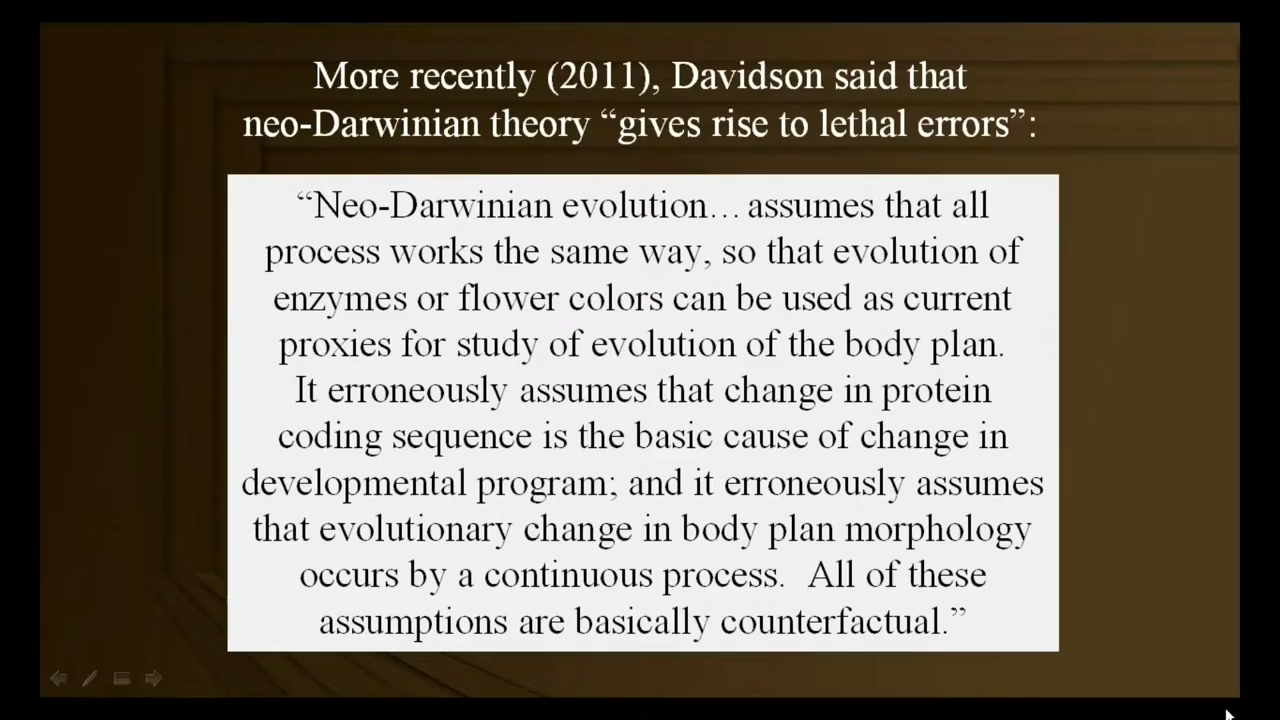 More recently (2011), Davidson said that
neo-Darwinian theory “gives rise to lethal errors”:
“Neo-Darwinian evolution… assumes that all
process works the same way, so that evolution of
enzymes or flower colors can be used as current
proxies for study of evolution of the body plan.
It erroneously assumes that change in protein
coding sequence is the basic cause of change in
developmental program; and it erroneously assumes
that evolutionary change in body plan morphology
occurs by a continuous process.  All of these
assumptions are basically counterfactual.”